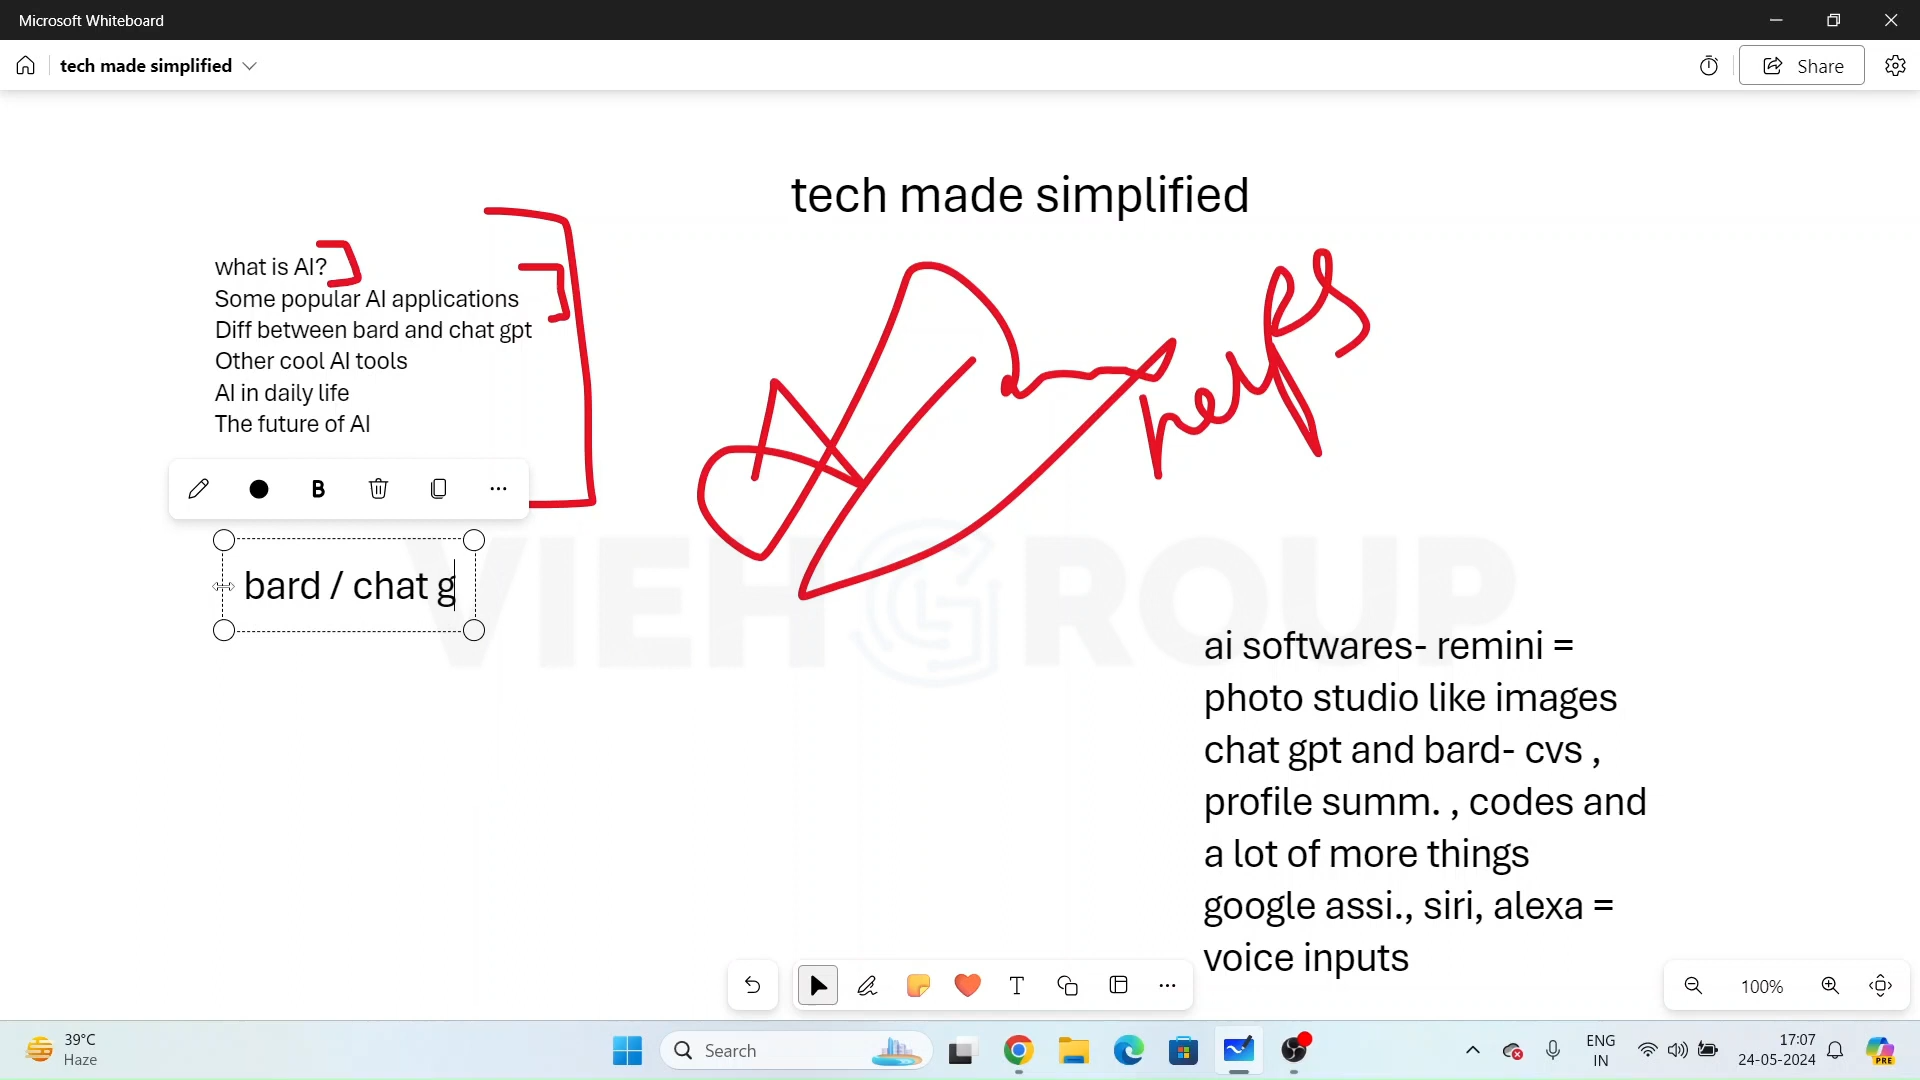 Microsoft Whiteboard
tech made simplified
Share
tech made simplified
what is AI?
Some popular AI applications
Diff between bard and chat gpt
Other cool AI tools
AI in daily life
The future of AI
B
bard / chat g
VIEH GROUP
ai softwares- remini =
photo studio like images
chat gpt and bard- cvs ,
profile summ. , codes and
a lot of more things
google assi., siri, alexa =
voice inputs
T
100%
39°C
Haze
Search
ENG
IN
17:07
24-05-2024
PRE